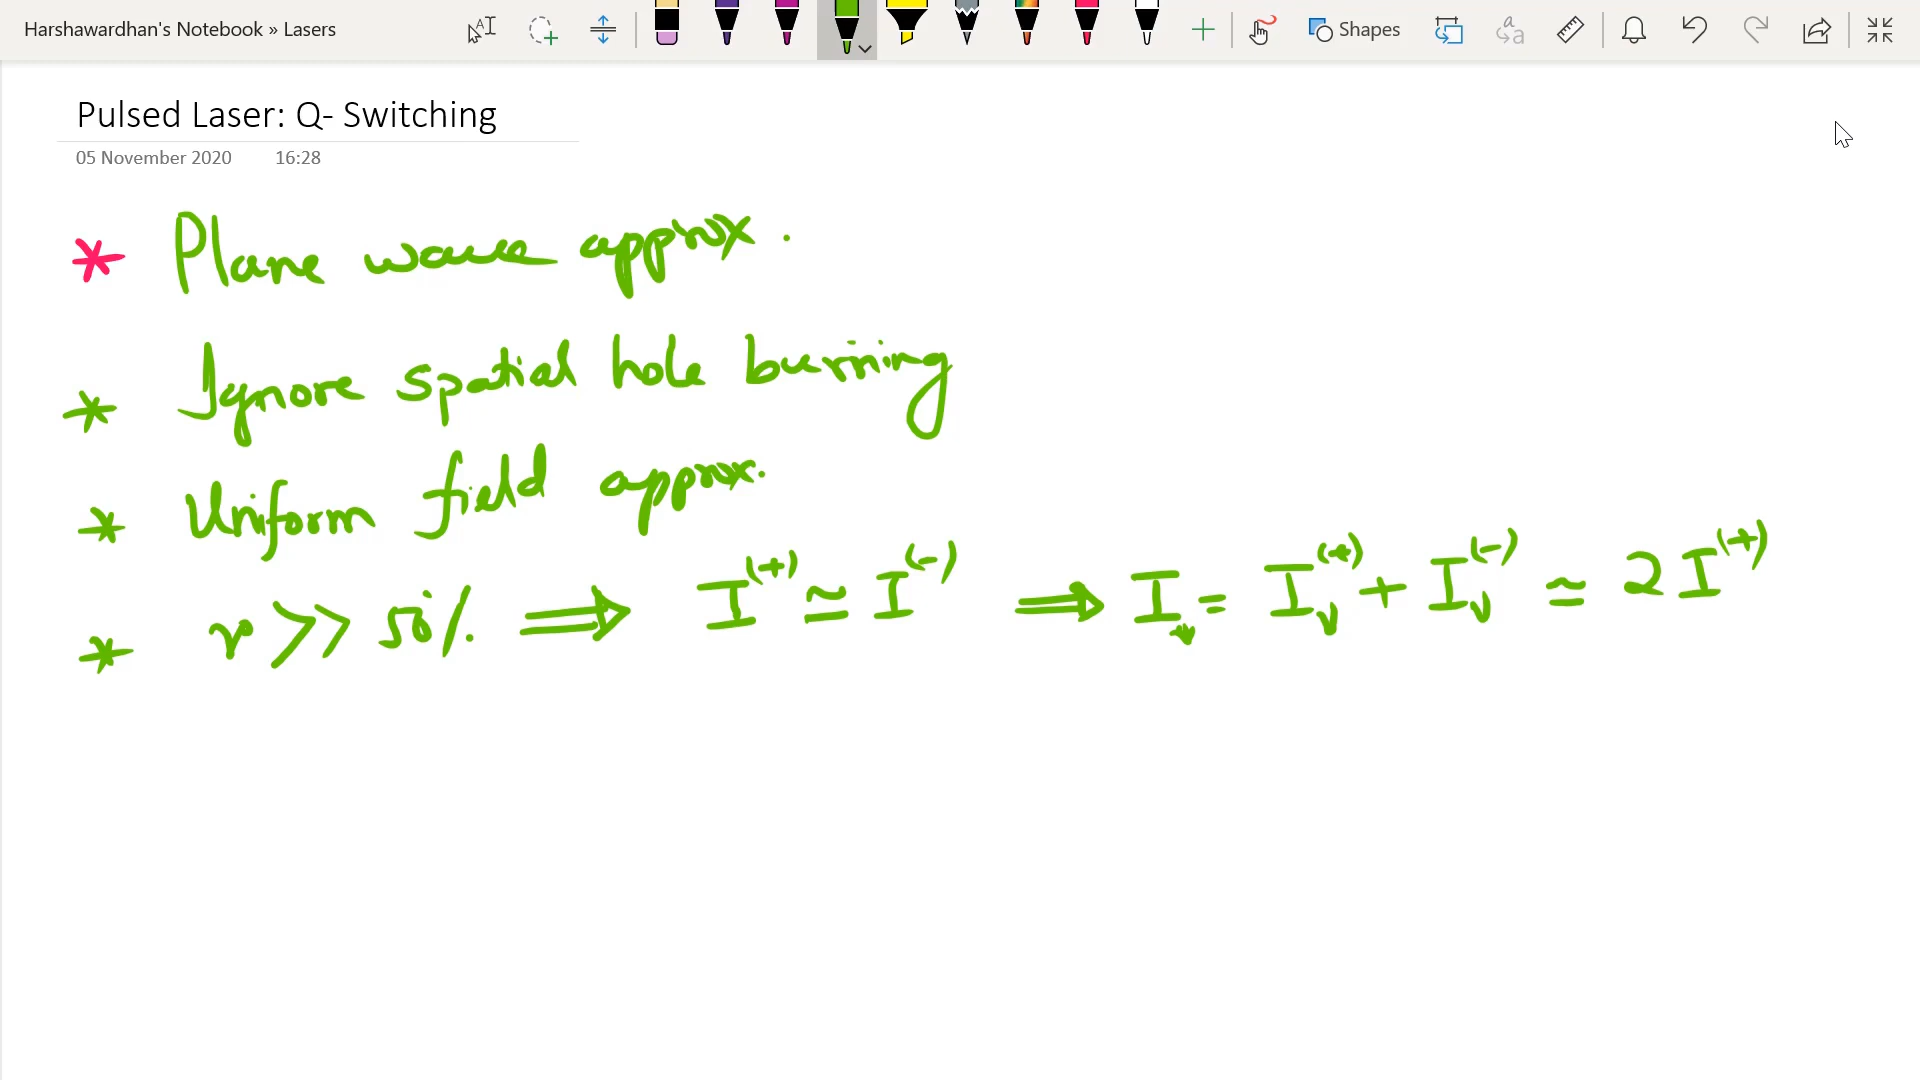 Harshawardhan's Notebook » Lasers
Shapes
Pulsed Laser: Q- Switching
05 November 2020 16:28
* Plane wave approx.
* Ignore spatial hole burning
* Uniform field approx.
* r >> 50% ⟹ I⁽⁺⁾ ≃ I⁽⁻⁾ ⟹ I_ν = I_ν⁽⁺⁾ + I_ν⁽⁻⁾ ≃ 2 I⁽⁺⁾